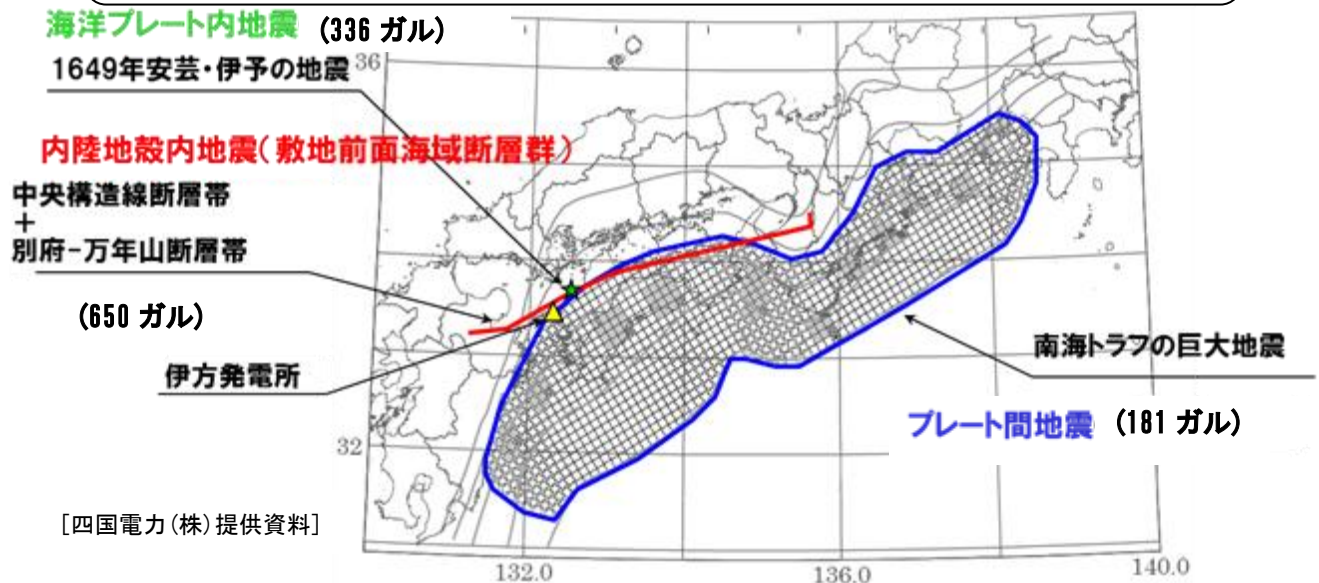 海洋プレート内地震 (336 ガル)
1649年安芸・伊予の地震
36
内陸地殻内地震(敷地前面海域断層群)
中央構造線断層帯
+
別府-万年山断層帯
(650 ガル)
伊方発電所
南海トラフの巨大地震
プレート間地震 (181 ガル)
32
[四国電力(株)提供資料]
132.0
136.0
140.0